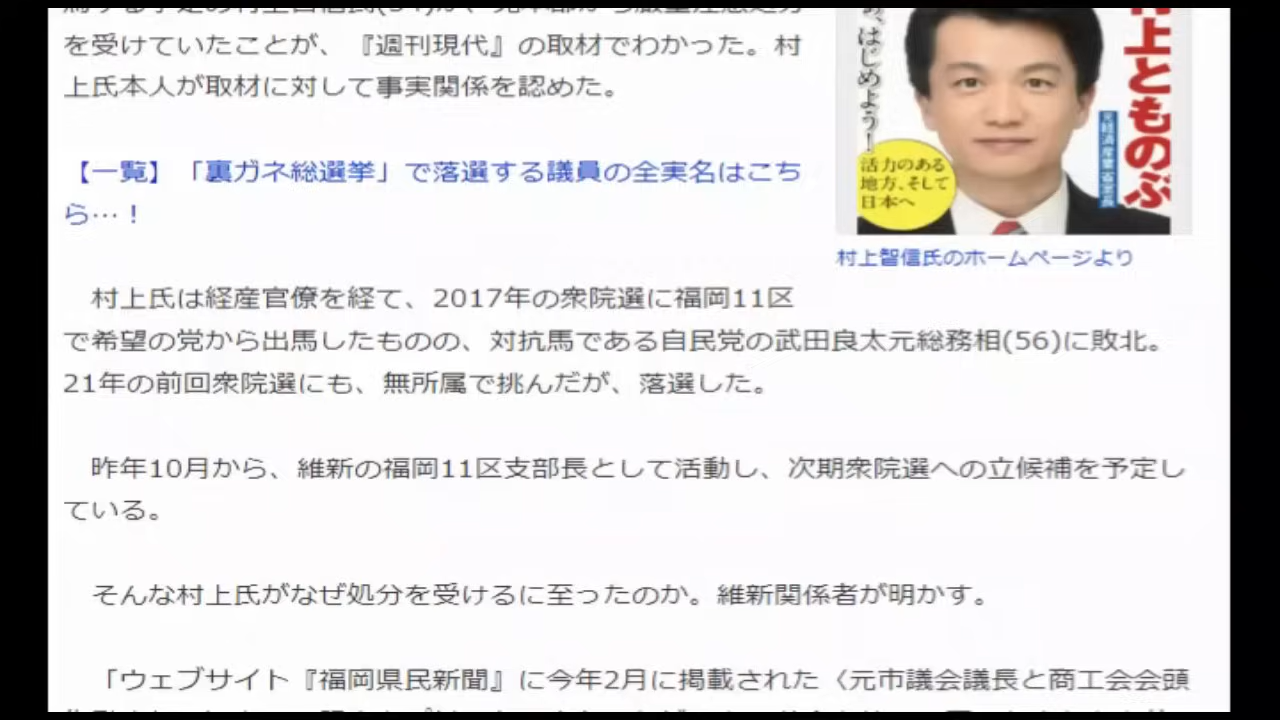 を受けていたことが、『週刊現代』の取材でわかった。村
上氏本人が取材に対して事実関係を認めた。
【一覧】「裏ガネ総選挙」で落選する議員の全実名はこち
ら…！
はじめよう！
活力のある
地方、そして
日本へ
元経済産業省室長
村上とものぶ
村上智信氏のホームページより
村上氏は経産官僚を経て、2017年の衆院選に福岡11区
で希望の党から出馬したものの、対抗馬である自民党の武田良太元総務相(56)に敗北。
21年の前回衆院選にも、無所属で挑んだが、落選した。
昨年10月から、維新の福岡11区支部長として活動し、次期衆院選への立候補を予定し
ている。
そんな村上氏がなぜ処分を受けるに至ったのか。維新関係者が明かす。
「ウェブサイト『福岡県民新聞』に今年2月に掲載された〈元市議会議長と商工会会頭